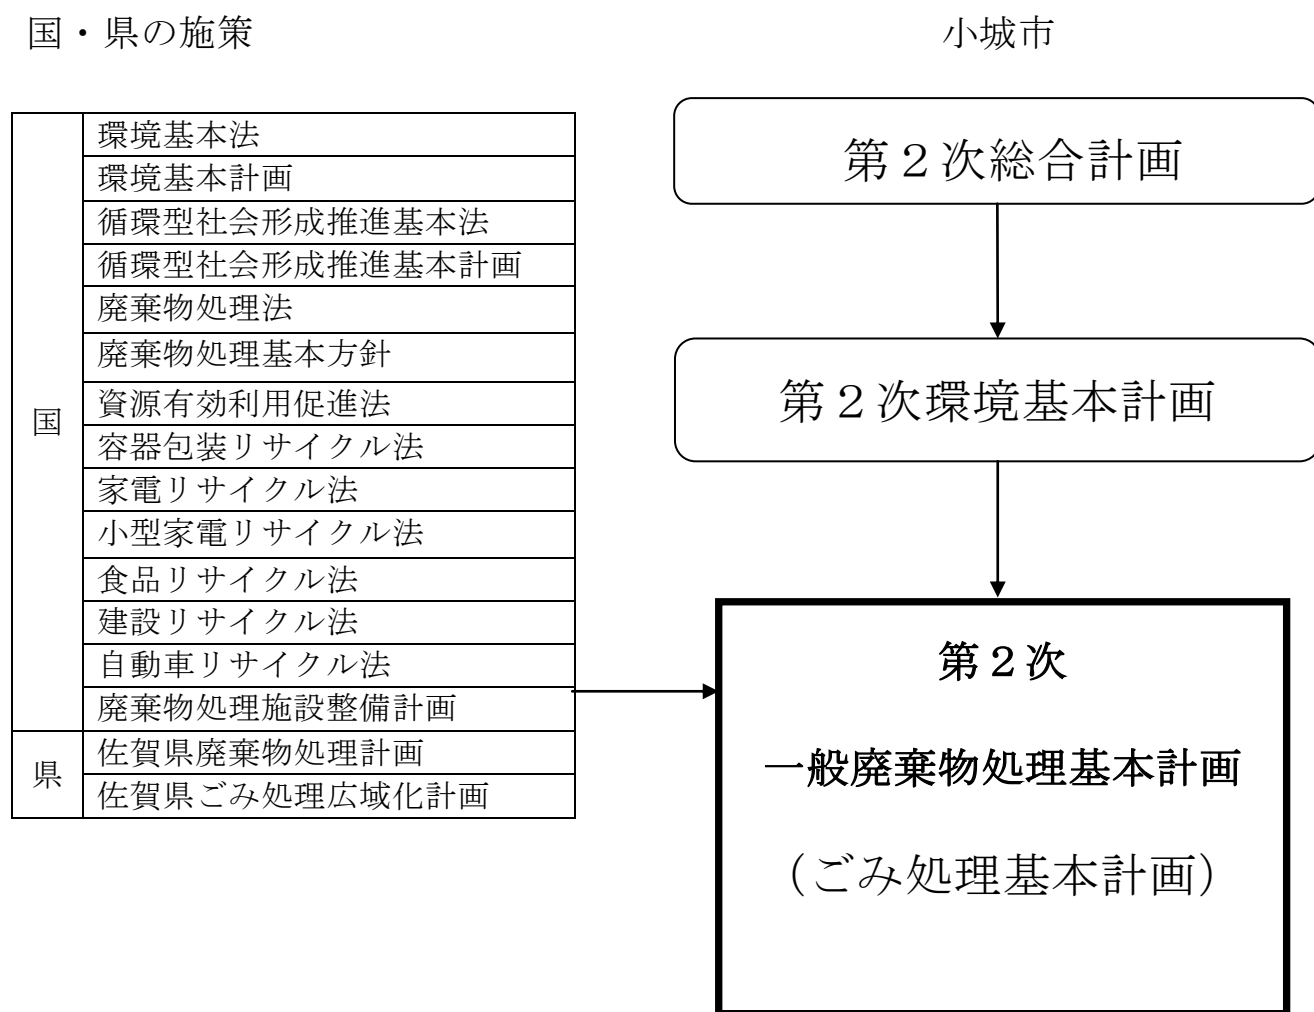 国・県の施策
小城市
国
環境基本法
環境基本計画
循環型社会形成推進基本法
循環型社会形成推進基本計画
廃棄物処理法
廃棄物処理基本方針
資源有効利用促進法
容器包装リサイクル法
家電リサイクル法
小型家電リサイクル法
食品リサイクル法
建設リサイクル法
自動車リサイクル法
廃棄物処理施設整備計画
県
佐賀県廃棄物処理計画
佐賀県ごみ処理広域化計画
第２次総合計画
第２次環境基本計画
第２次
一般廃棄物処理基本計画
（ごみ処理基本計画）